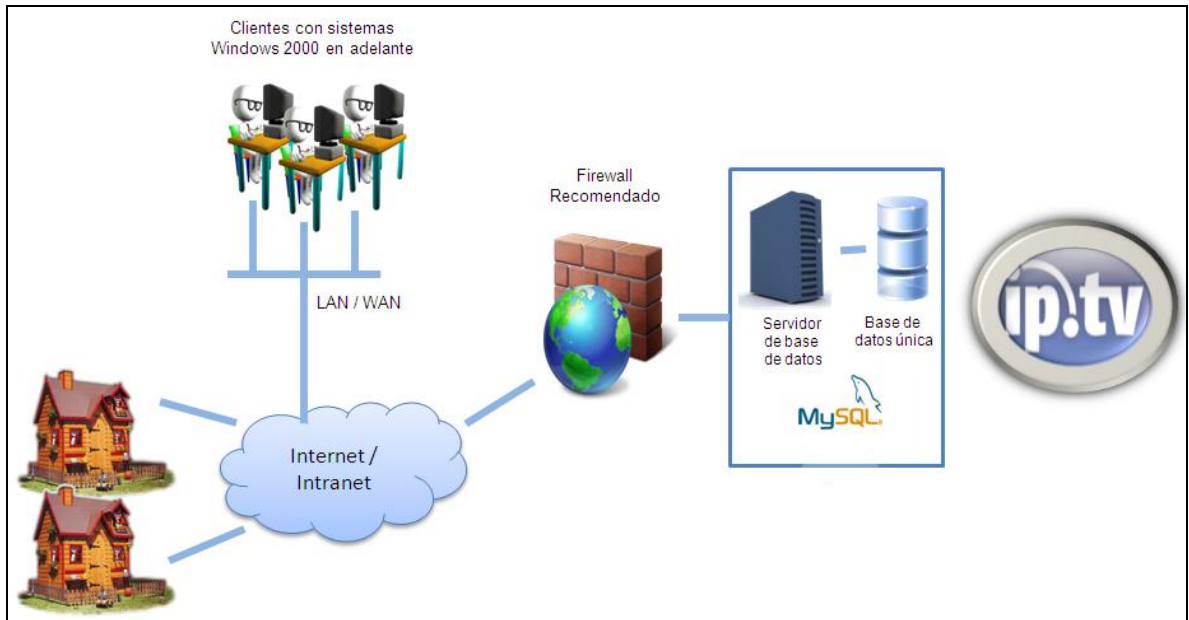 Clientes con sistemas
Windows 2000 en adelante
LAN / WAN
Internet /
Intranet
Firewall
Recomendado
Servidor
de base
de datos
Base de
datos única
MySQL
ip.tv